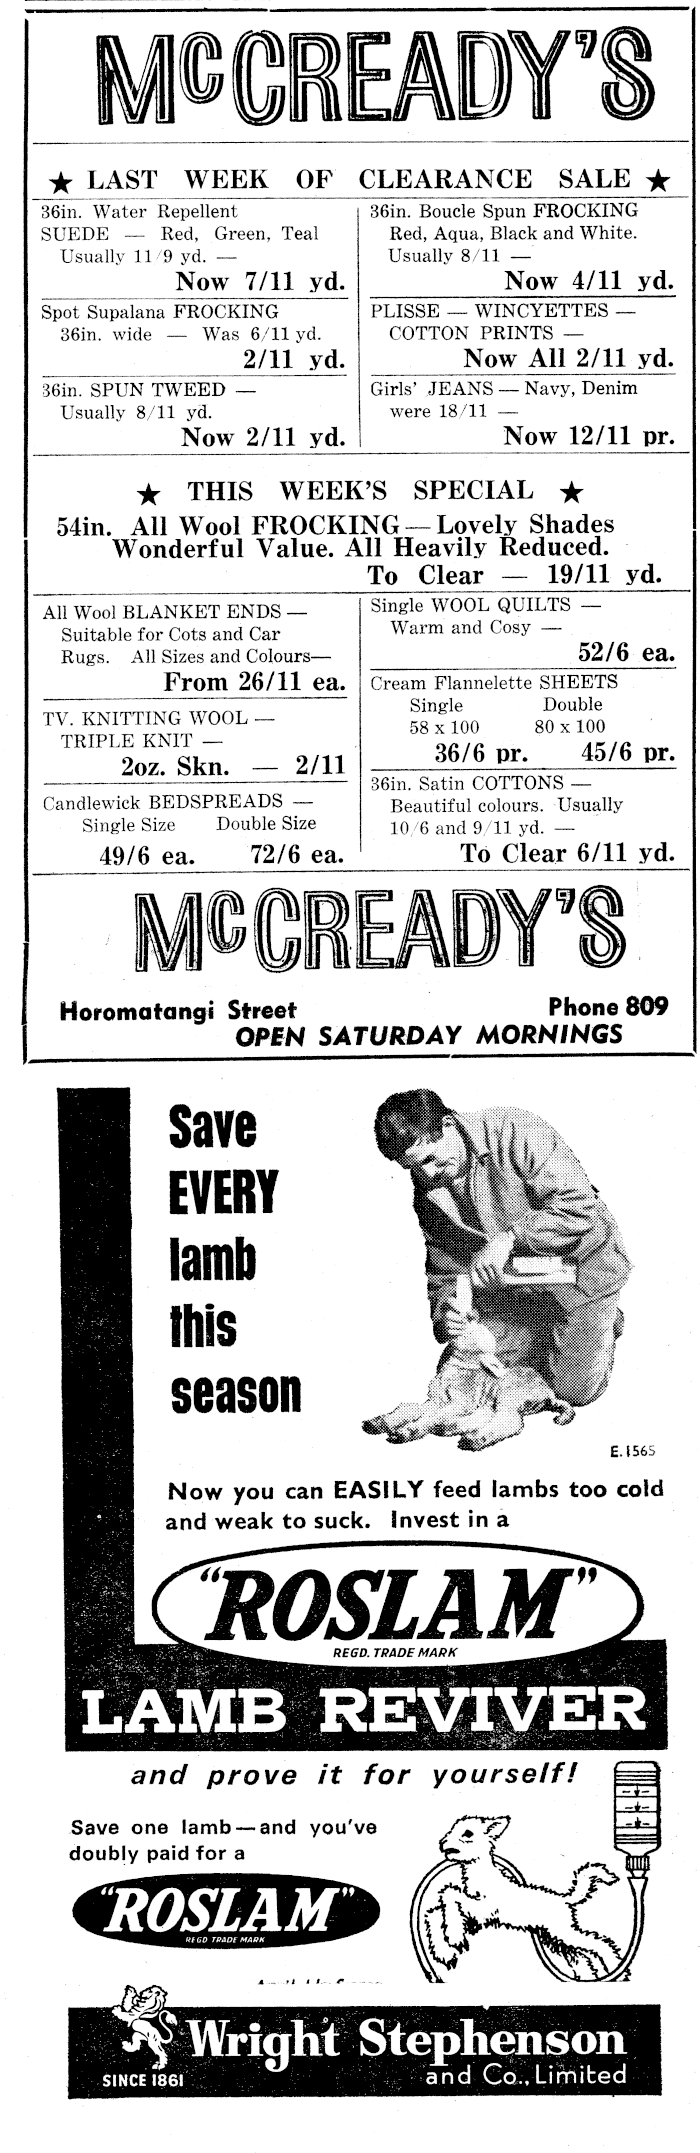 McCREADY'S
★ LAST WEEK OF CLEARANCE SALE ★
36in. Water Repellent
SUEDE — Red, Green, Teal
Usually 11/9 yd. —
Now 7/11 yd.
Spot Supalana FROCKING
36in. wide — Was 6/11 yd.
2/11 yd.
36in. SPUN TWEED —
Usually 8/11 yd.
Now 2/11 yd.
36in. Boucle Spun FROCKING
Red, Aqua, Black and White.
Usually 8/11 —
Now 4/11 yd.
PLISSE — WINCYETTES —
COTTON PRINTS —
Now All 2/11 yd.
Girls' JEANS — Navy, Denim
were 18/11 —
Now 12/11 pr.
★ THIS WEEK'S SPECIAL ★
54in. All Wool FROCKING — Lovely Shades
Wonderful Value. All Heavily Reduced.
To Clear — 19/11 yd.
All Wool BLANKET ENDS —
Suitable for Cots and Car
Rugs. All Sizes and Colours—
From 26/11 ea.
TV. KNITTING WOOL —
TRIPLE KNIT —
2oz. Skn. — 2/11
Candlewick BEDSPREADS —
Single Size Double Size
49/6 ea. 72/6 ea.
Single WOOL QUILTS —
Warm and Cosy —
52/6 ea.
Cream Flannelette SHEETS
Single Double
58 x 100 80 x 100
36/6 pr. 45/6 pr.
36in. Satin COTTONS —
Beautiful colours. Usually
10/6 and 9/11 yd. —
To Clear 6/11 yd.
McCREADY'S
Horomatangi Street Phone 809
OPEN SATURDAY MORNINGS
Save
EVERY
lamb
this
season
E.1565
Now you can EASILY feed lambs too cold
and weak to suck. Invest in a
"ROSLAM"
REGD. TRADE MARK
LAMB REVIVER
and prove it for yourself!
Save one lamb—and you've
doubly paid for a
"ROSLAM"
REGD TRADE MARK
Wright Stephenson
and Co., Limited
SINCE 1861